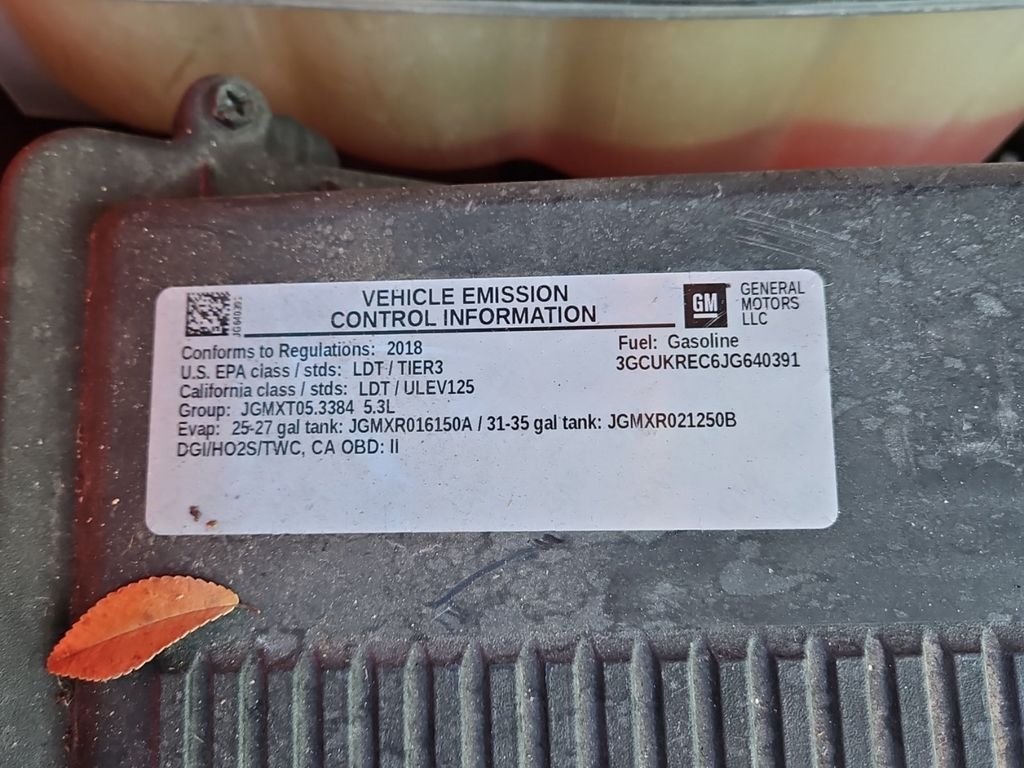 VEHICLE EMISSION
CONTROL INFORMATION
GM
GENERAL
MOTORS
LLC
JG640391
Conforms to Regulations: 2018
Fuel: Gasoline
U.S. EPA class / stds: LDT / TIER3
3GCUKREC6JG640391
California class / stds: LDT / ULEV125
Group: JGMXT05.3384 5.3L
Evap: 25-27 gal tank: JGMXR016150A / 31-35 gal tank: JGMXR021250B
DGI/HO2S/TWC, CA OBD: II